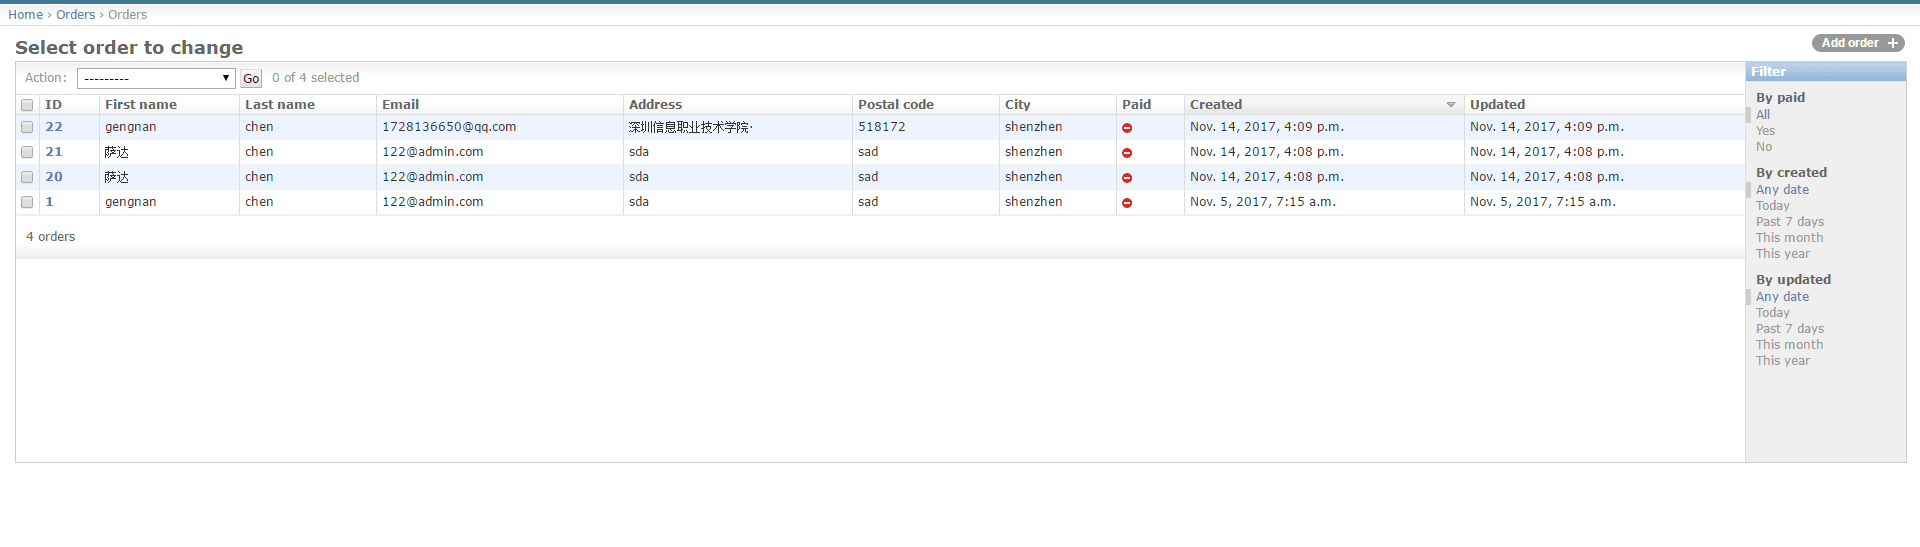 Home › Orders › Orders
Select order to change
Add order +
Action: --------- Go 0 of 4 selected
ID First name Last name Email Address Postal code City Paid Created Updated
22 gengnan chen 1728136650@qq.com 深圳信息职业技术学院· 518172 shenzhen Nov. 14, 2017, 4:09 p.m. Nov. 14, 2017, 4:09 p.m.
21 萨达 chen 122@admin.com sda sad shenzhen Nov. 14, 2017, 4:08 p.m. Nov. 14, 2017, 4:08 p.m.
20 萨达 chen 122@admin.com sda sad shenzhen Nov. 14, 2017, 4:08 p.m. Nov. 14, 2017, 4:08 p.m.
1 gengnan chen 122@admin.com sda sad shenzhen Nov. 5, 2017, 7:15 a.m. Nov. 5, 2017, 7:15 a.m.
4 orders
Filter
By paid
All
Yes
No
By created
Any date
Today
Past 7 days
This month
This year
By updated
Any date
Today
Past 7 days
This month
This year